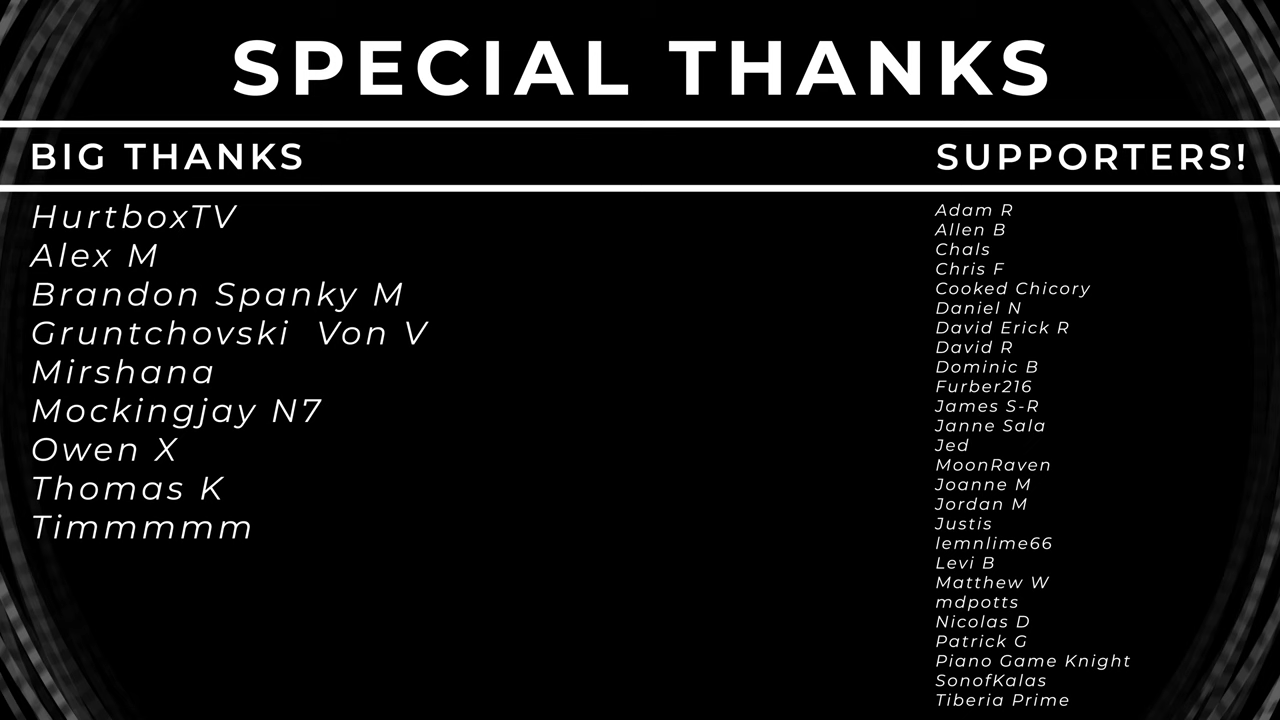 SPECIAL THANKS
BIG THANKS
HurtboxTV
Alex M
Brandon Spanky M
Gruntchovski  Von V
Mirshana
Mockingjay N7
Owen X
Thomas K
Timmmmm
SUPPORTERS!
Adam R
Allen B
Chals
Chris F
Cooked Chicory
Daniel N
David Erick R
David R
Dominic B
Furber216
James S-R
Janne Sala
Jed
MoonRaven
Joanne M
Jordan M
Justis
lemnlime66
Levi B
Matthew W
mdpotts
Nicolas D
Patrick G
Piano Game Knight
SonofKalas
Tiberia Prime